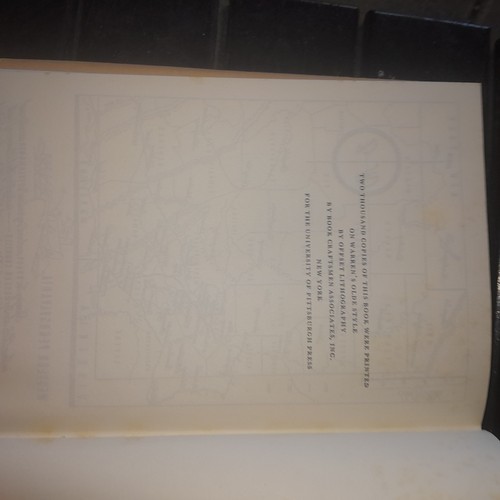 TWO THOUSAND COPIES OF THIS BOOK WERE PRINTED
ON WARREN'S OLDE STYLE
BY OFFSET LITHOGRAPHY
BY BOOK CRAFTSMEN ASSOCIATES, INC.
NEW YORK
FOR THE UNIVERSITY OF PITTSBURGH PRESS